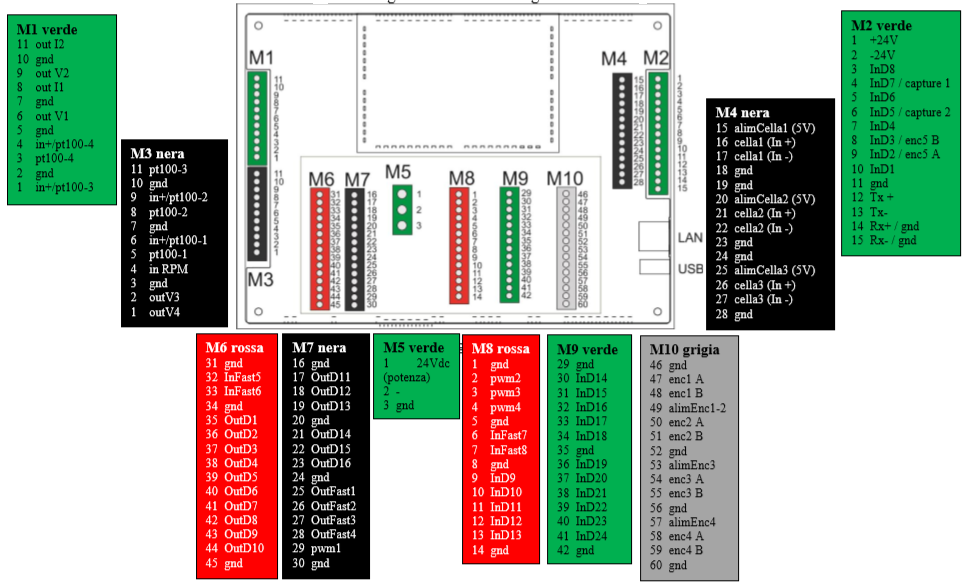 M1 verde
11 out I2
10 gnd
9 out V2
8 out I1
7 gnd
6 out V1
5 gnd
4 in+/pt100-4
3 pt100-4
2 gnd
1 in+/pt100-3
M3 nera
11 pt100-3
10 gnd
9 in+/pt100-2
8 pt100-2
7 gnd
6 in+/pt100-1
5 pt100-1
4 in RPM
3 gnd
2 outV3
1 outV4
M1
11
10
9
8
7
6
5
4
3
2
1
11
10
9
8
7
6
5
4
3
2
1
M3
M6
31
32
33
34
35
36
37
38
39
40
41
42
43
44
45
M7
16
17
18
19
20
21
22
23
24
25
26
27
28
29
30
M5
1
2
3
M8
1
2
3
4
5
6
7
8
9
10
11
12
13
14
M9
29
30
31
32
33
34
35
36
37
38
39
40
41
42
M10
46
47
48
49
50
51
52
53
54
55
56
57
58
59
60
M4
15
16
17
18
19
20
21
22
23
24
25
26
27
28
M2
1
2
3
4
5
6
7
8
9
10
11
12
13
14
15
LAN
USB
M4 nera
15 alimCella1 (5V)
16 cella1 (In +)
17 cella1 (In -)
18 gnd
19 gnd
20 alimCella2 (5V)
21 cella2 (In +)
22 cella2 (In -)
23 gnd
24 gnd
25 alimCella3 (5V)
26 cella3 (In +)
27 cella3 (In -)
28 gnd
M2 verde
1 +24V
2 -24V
3 InD8
4 InD7 / capture 1
5 InD6
6 InD5 / capture 2
7 InD4
8 InD3 / enc5 B
9 InD2 / enc5 A
10 InD1
11 gnd
12 Tx +
13 Tx-
14 Rx+ / gnd
15 Rx- / gnd
M6 rossa
31 gnd
32 InFast5
33 InFast6
34 gnd
35 OutD1
36 OutD2
37 OutD3
38 OutD4
39 OutD5
40 OutD6
41 OutD7
42 OutD8
43 OutD9
44 OutD10
45 gnd
M7 nera
16 gnd
17 OutD11
18 OutD12
19 OutD13
20 gnd
21 OutD14
22 OutD15
23 OutD16
24 gnd
25 OutFast1
26 OutFast2
27 OutFast3
28 OutFast4
29 pwm1
30 gnd
M5 verde
1 24Vdc
(potenza)
2 -
3 gnd
M8 rossa
1 gnd
2 pwm2
3 pwm3
4 pwm4
5 gnd
6 InFast7
7 InFast8
8 gnd
9 InD9
10 InD10
11 InD11
12 InD12
13 InD13
14 gnd
M9 verde
29 gnd
30 InD14
31 InD15
32 InD16
33 InD17
34 InD18
35 gnd
36 InD19
37 InD20
38 InD21
39 InD22
40 InD23
41 InD24
42 gnd
M10 grigia
46 gnd
47 enc1 A
48 enc1 B
49 alimEnc1-2
50 enc2 A
51 enc2 B
52 gnd
53 alimEnc3
54 enc3 A
55 enc3 B
56 gnd
57 alimEnc4
58 enc4 A
59 enc4 B
60 gnd